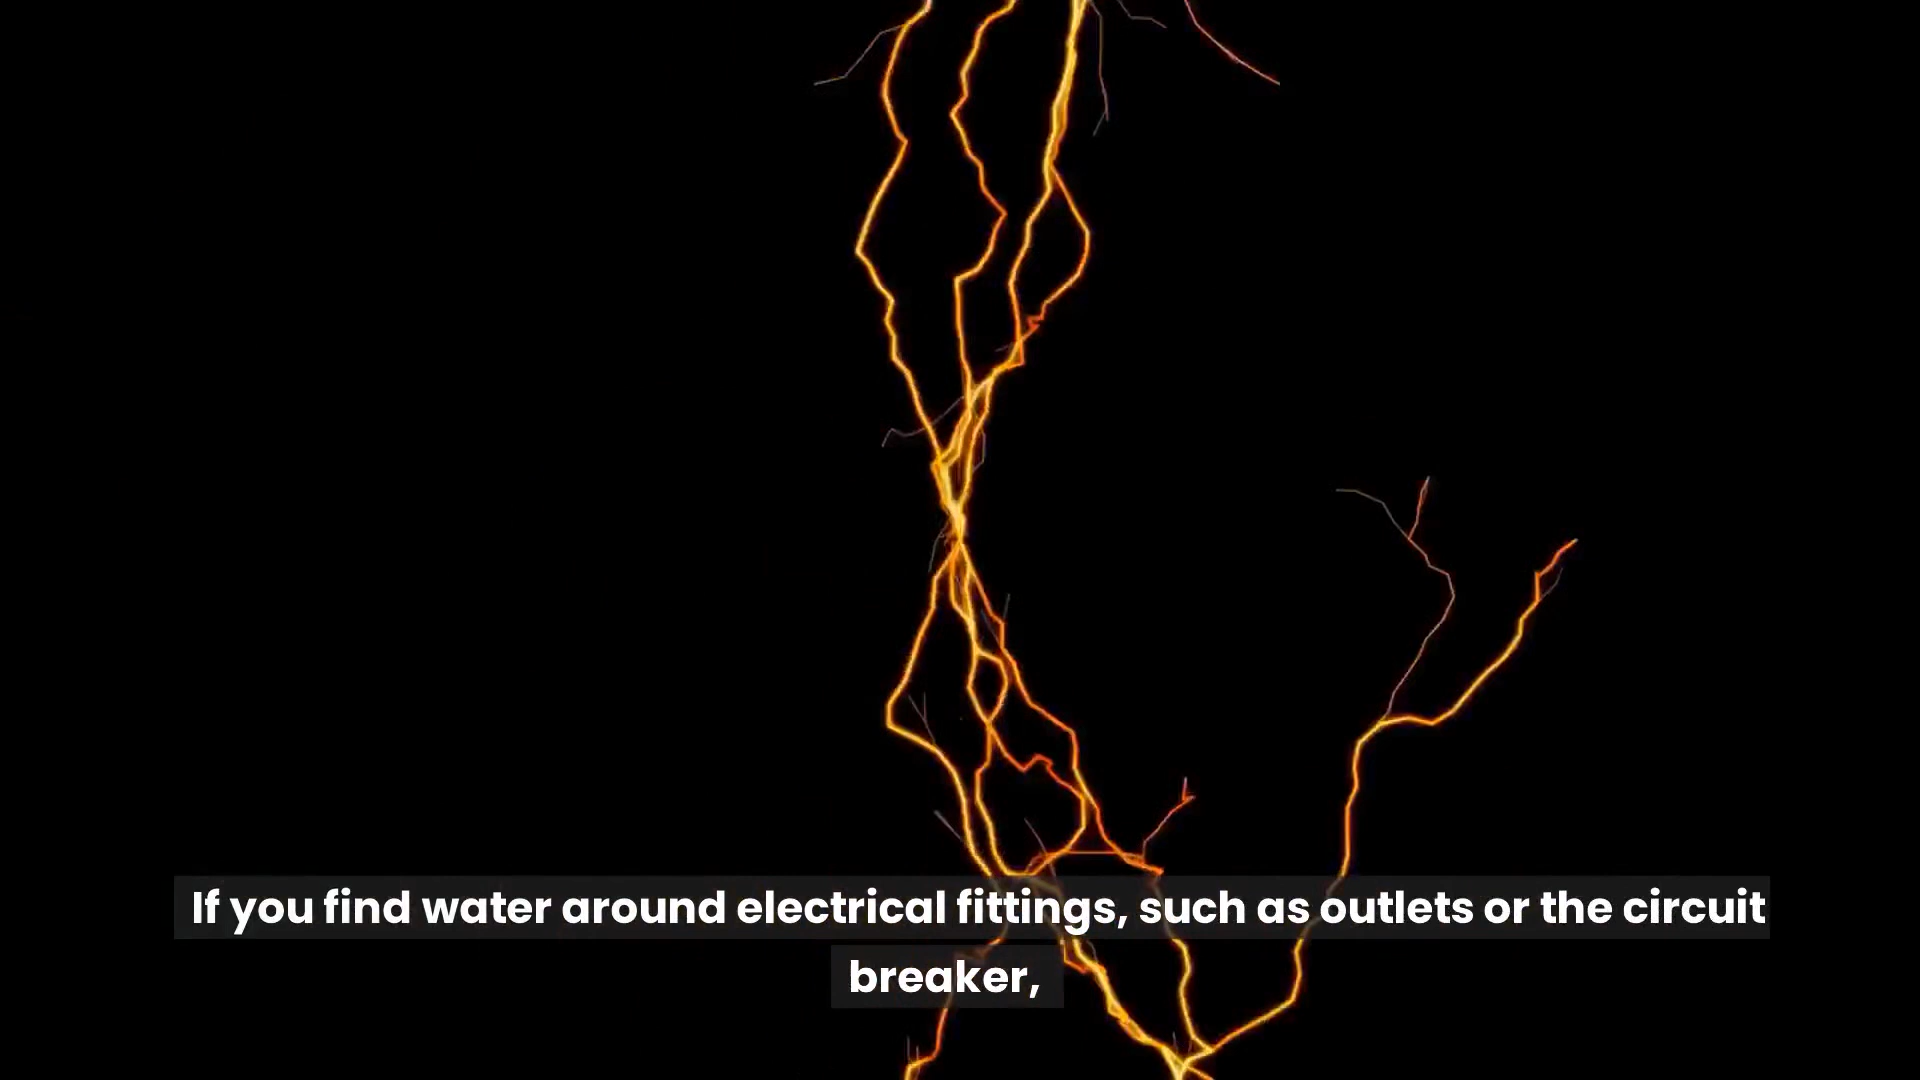 If you find water around electrical fittings, such as outlets or the circuit
breaker,